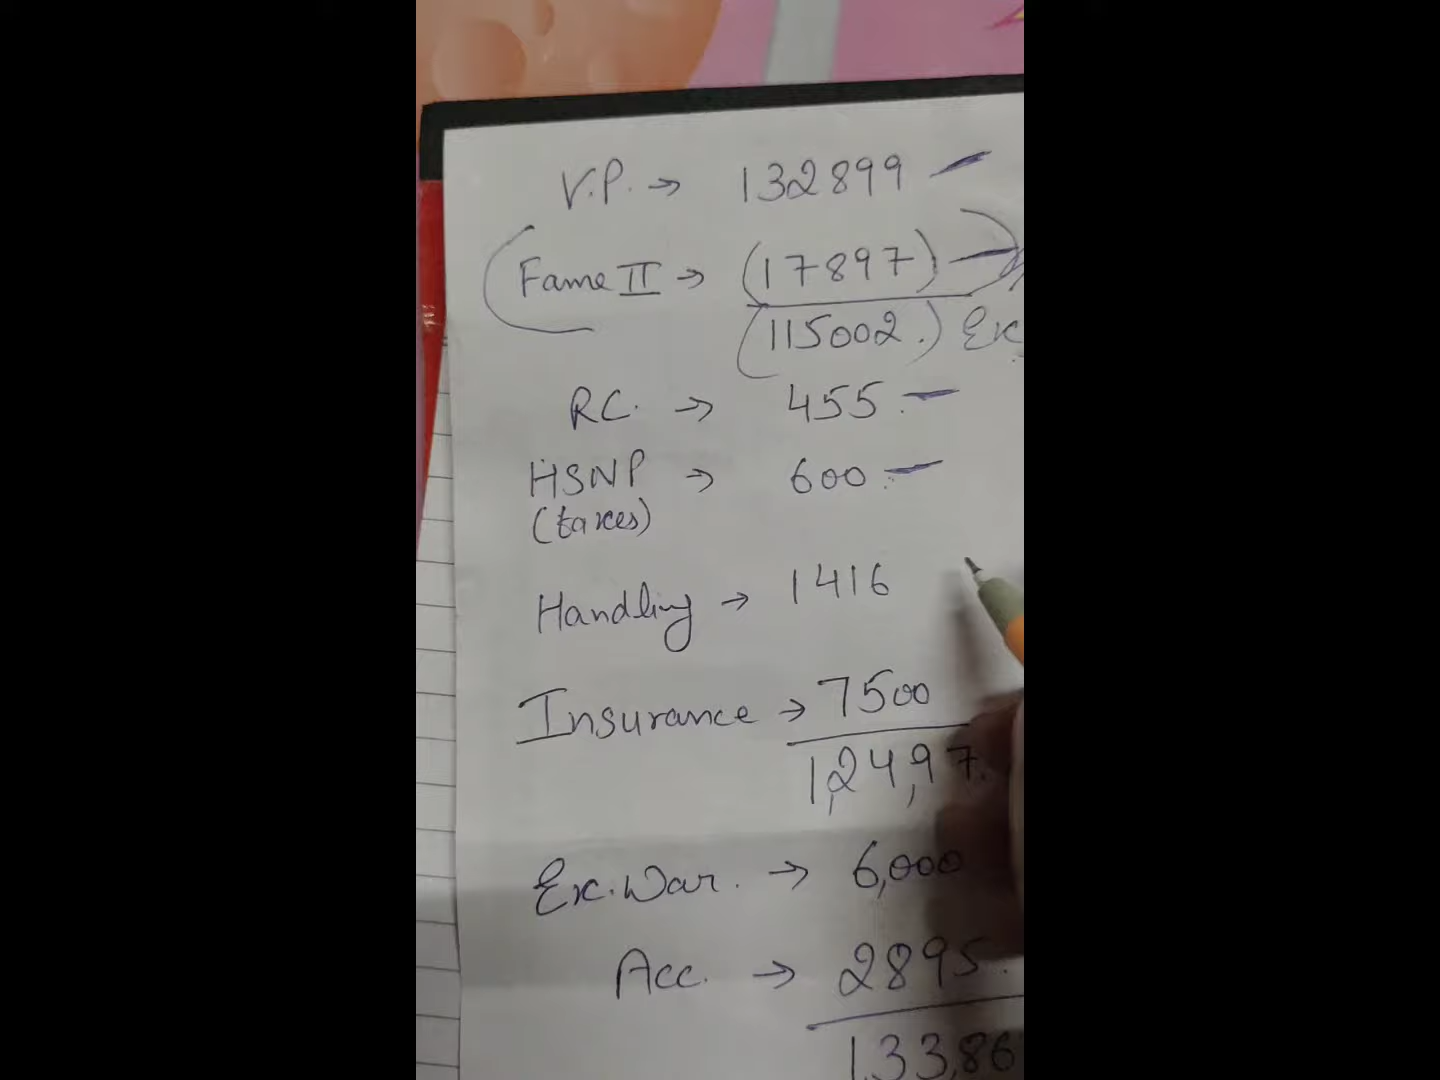 V.P. → 132899 —
Fame II → (17897) —
(115002.) Ex
RC. → 455 —
HSNP → 600 —
(taxes)
Handling → 1416
Insurance → 7500
1,24,97
Ex. War. → 6,000
Acc. → 2895.
1,33,86